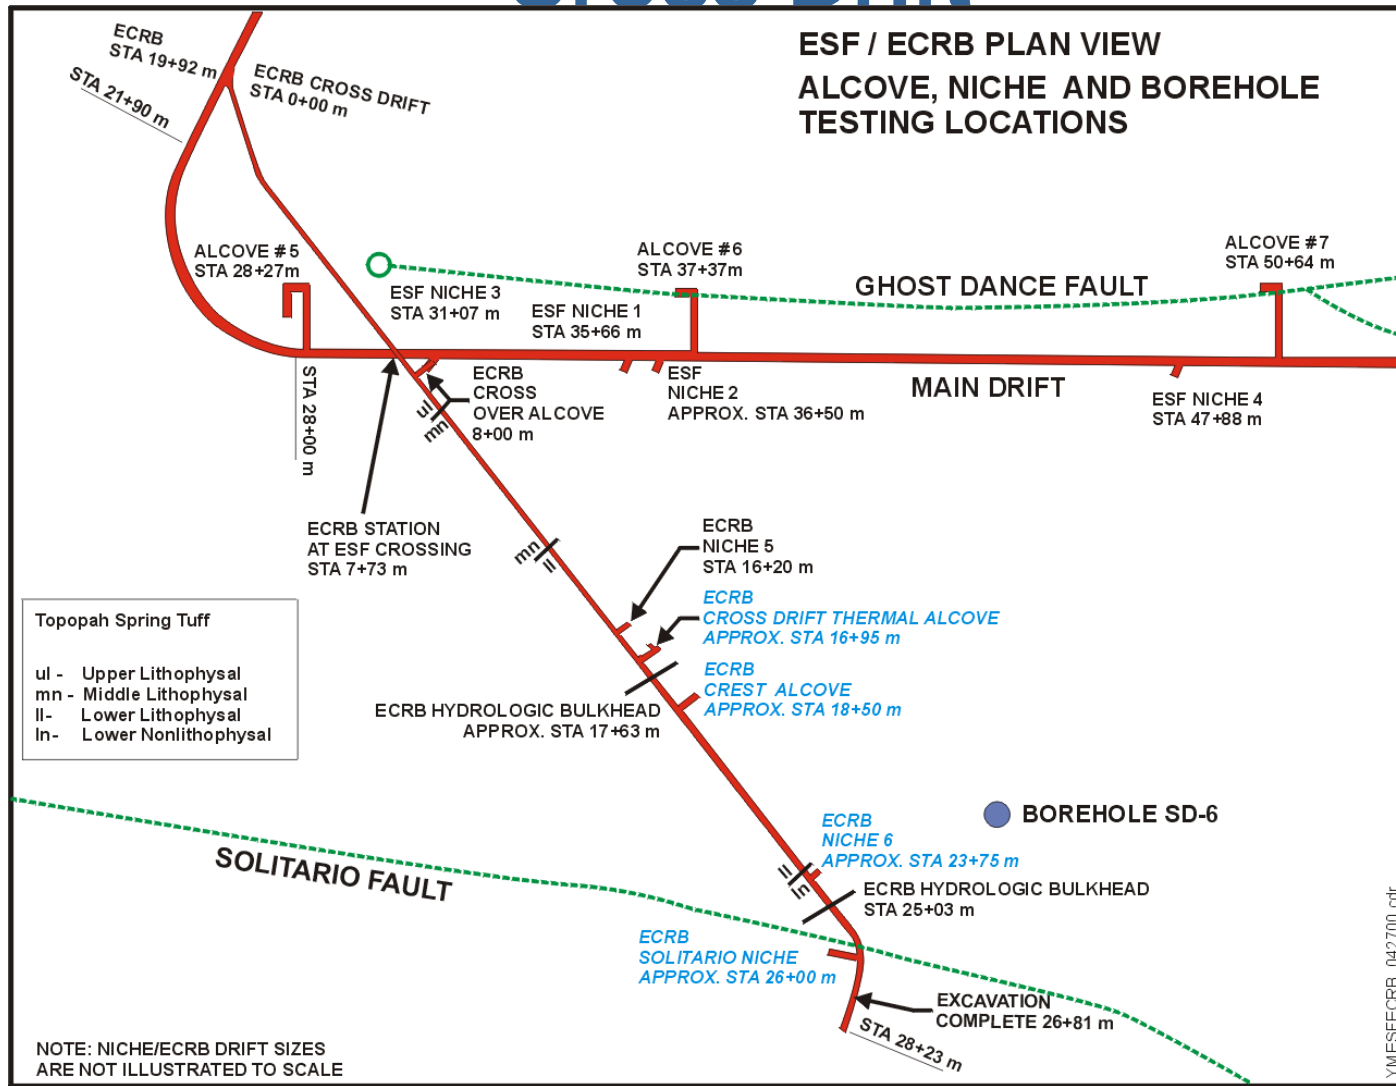 ESF / ECRB PLAN VIEW
ALCOVE, NICHE AND BOREHOLE
TESTING LOCATIONS
ECRB
STA 19+92 m
STA 21+90 m
ECRB CROSS DRIFT
STA 0+00 m
ALCOVE #5
STA 28+27m
ESF NICHE 3
STA 31+07 m
ESF NICHE 1
STA 35+66 m
ALCOVE #6
STA 37+37m
GHOST DANCE FAULT
ALCOVE #7
STA 50+64 m
STA 28+00 m
ECRB
CROSS
OVER ALCOVE
8+00 m
ESF
NICHE 2
APPROX. STA 36+50 m
MAIN DRIFT
ESF NICHE 4
STA 47+88 m
ul
mn
ECRB STATION
AT ESF CROSSING
STA 7+73 m
mn
ll
ECRB
NICHE 5
STA 16+20 m
ECRB
CROSS DRIFT THERMAL ALCOVE
APPROX. STA 16+95 m
ECRB
CREST ALCOVE
APPROX. STA 18+50 m
ECRB HYDROLOGIC BULKHEAD
APPROX. STA 17+63 m
Topopah Spring Tuff
ul - Upper Lithophysal
mn - Middle Lithophysal
ll- Lower Lithophysal
ln- Lower Nonlithophysal
BOREHOLE SD-6
ECRB
NICHE 6
APPROX. STA 23+75 m
ll
ln
ECRB HYDROLOGIC BULKHEAD
STA 25+03 m
SOLITARIO FAULT
ECRB
SOLITARIO NICHE
APPROX. STA 26+00 m
EXCAVATION
COMPLETE 26+81 m
STA 28+23 m
NOTE: NICHE/ECRB DRIFT SIZES
ARE NOT ILLUSTRATED TO SCALE